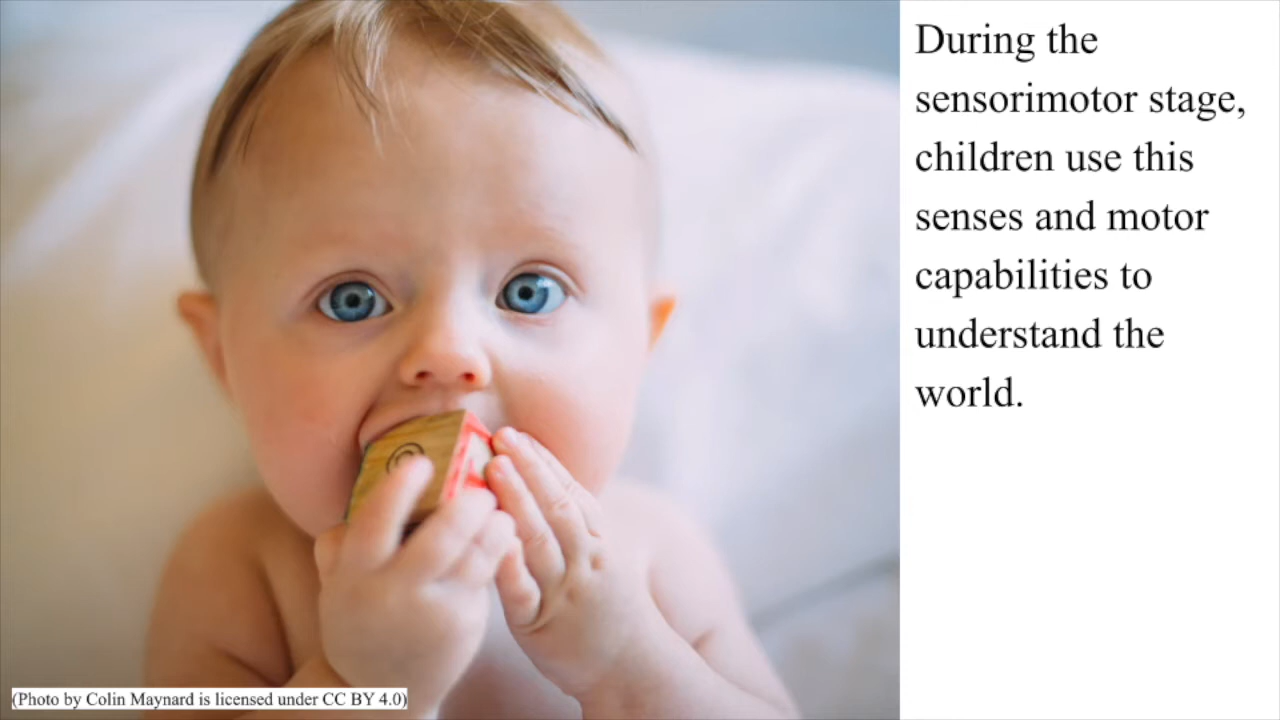 During the
sensorimotor stage,
children use this
senses and motor
capabilities to
understand the
world.
(Photo by Colin Maynard is licensed under CC BY 4.0)